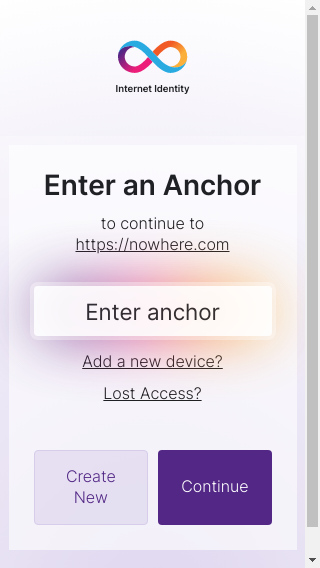 Internet Identity
Enter an Anchor
to continue to
https://nowhere.com
Enter anchor
Add a new device?
Lost Access?
Create
New
Continue